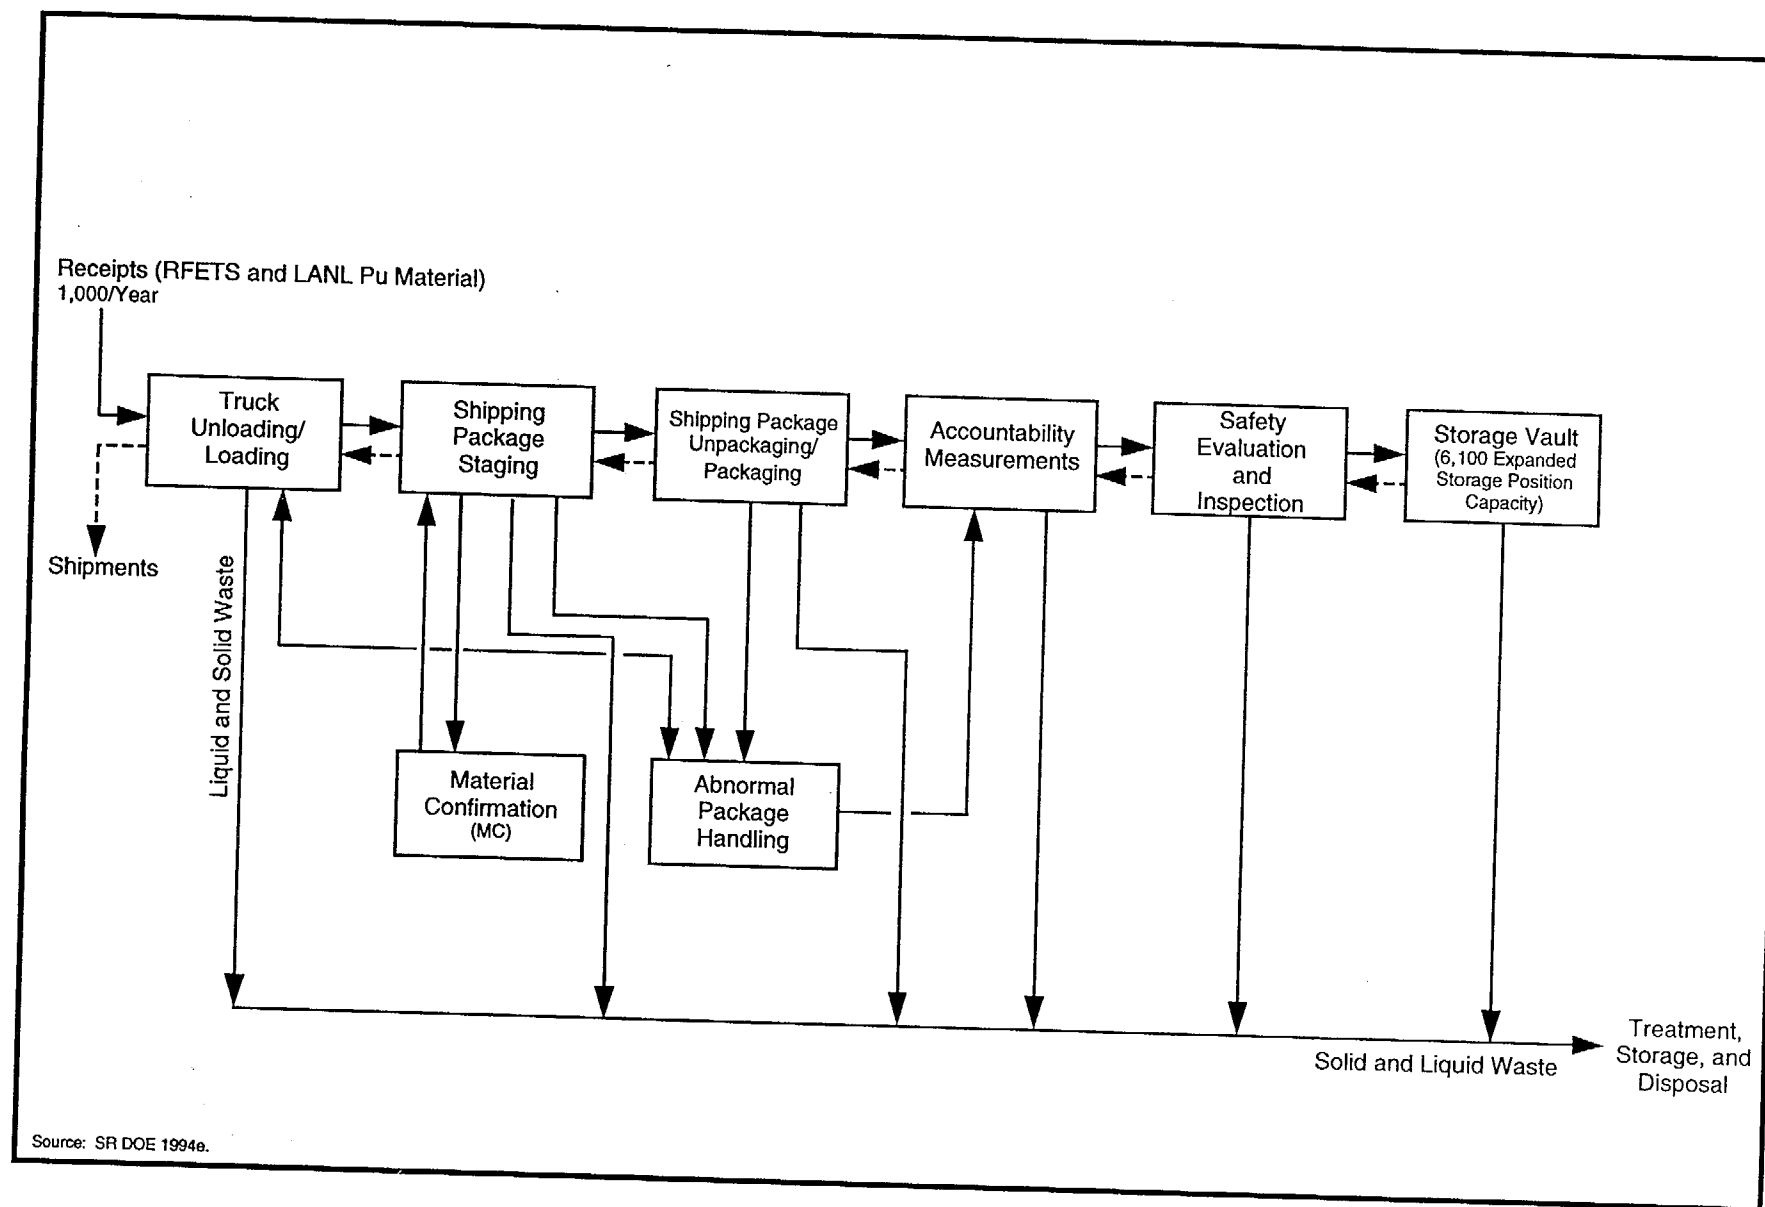 Receipts (RFETS and LANL Pu Material)
1,000/Year
Truck
Unloading/
Loading
Shipping
Package
Staging
Shipping Package
Unpackaging/
Packaging
Accountability
Measurements
Safety
Evaluation
and
Inspection
Storage Vault
(6,100 Expanded
Storage Position
Capacity)
Shipments
Liquid and Solid Waste
Material
Confirmation
(MC)
Abnormal
Package
Handling
Solid and Liquid Waste
Treatment,
Storage, and
Disposal
Source: SR DOE 1994e.